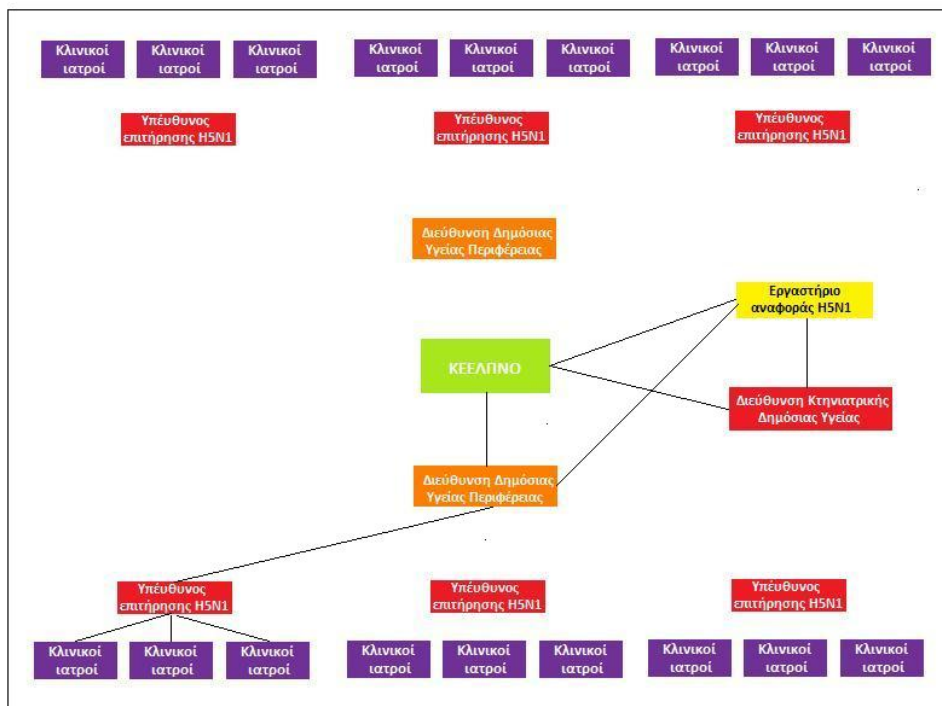 Κλινικοί
ιατροί
Κλινικοί
ιατροί
Κλινικοί
ιατροί
Κλινικοί
ιατροί
Κλινικοί
ιατροί
Κλινικοί
ιατροί
Κλινικοί
ιατροί
Κλινικοί
ιατροί
Κλινικοί
ιατροί
Υπέυθυνος
επιτήρησης H5N1
Υπέυθυνος
επιτήρησης H5N1
Υπέυθυνος
επιτήρησης H5N1
Διεύθυνση Δημόσιας
Υγείας Περιφέρειας
Εργαστήριο
αναφοράς H5N1
ΚΕΕΛΠΝΟ
Διεύθυνση Κτηνιατρικής
Δημόσιας Υγείας
Διεύθυνση Δημόσιας
Υγείας Περιφέρειας
Υπέυθυνος
επιτήρησης H5N1
Υπέυθυνος
επιτήρησης H5N1
Υπέυθυνος
επιτήρησης H5N1
Κλινικοί
ιατροί
Κλινικοί
ιατροί
Κλινικοί
ιατροί
Κλινικοί
ιατροί
Κλινικοί
ιατροί
Κλινικοί
ιατροί
Κλινικοί
ιατροί
Κλινικοί
ιατροί
Κλινικοί
ιατροί